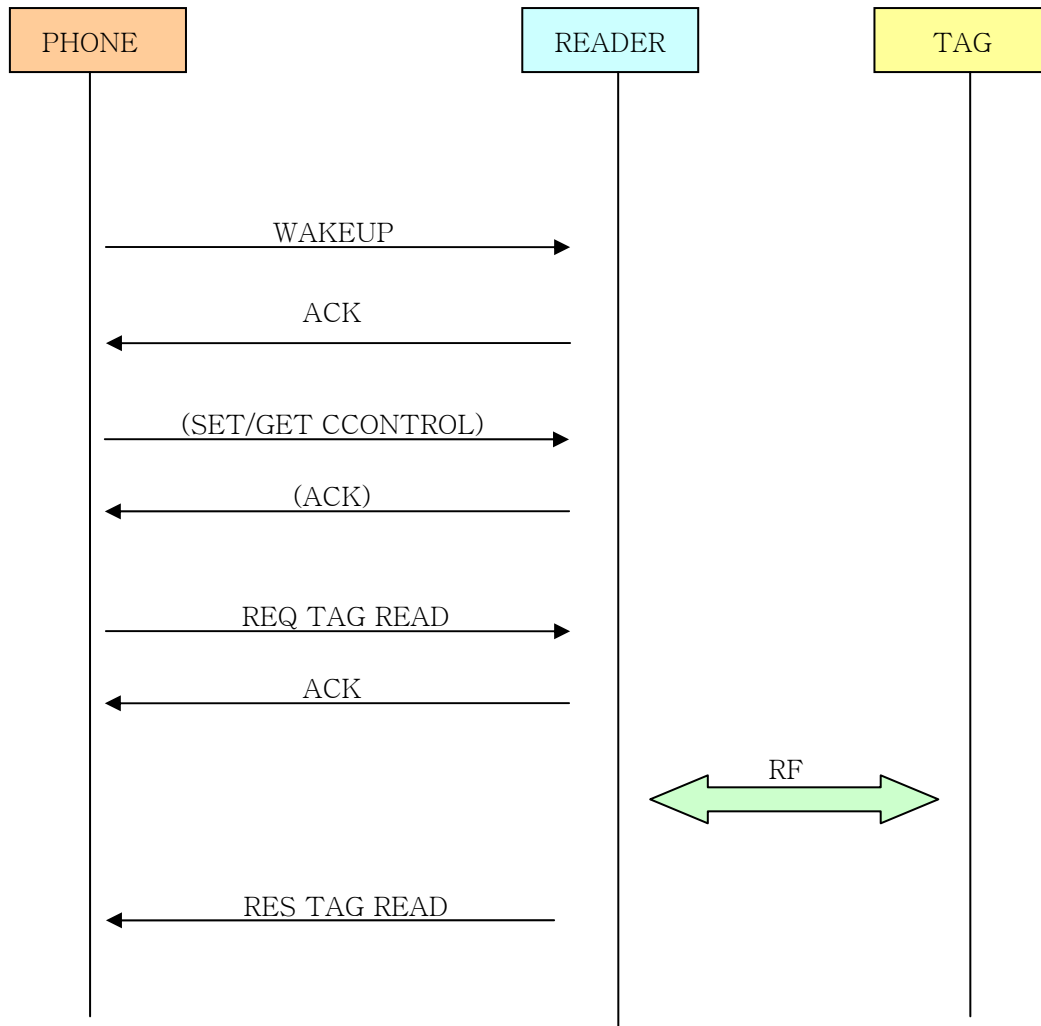 PHONE
READER
TAG
WAKEUP
ACK
(SET/GET CCONTROL)
(ACK)
REQ TAG READ
ACK
RF
RES TAG READ